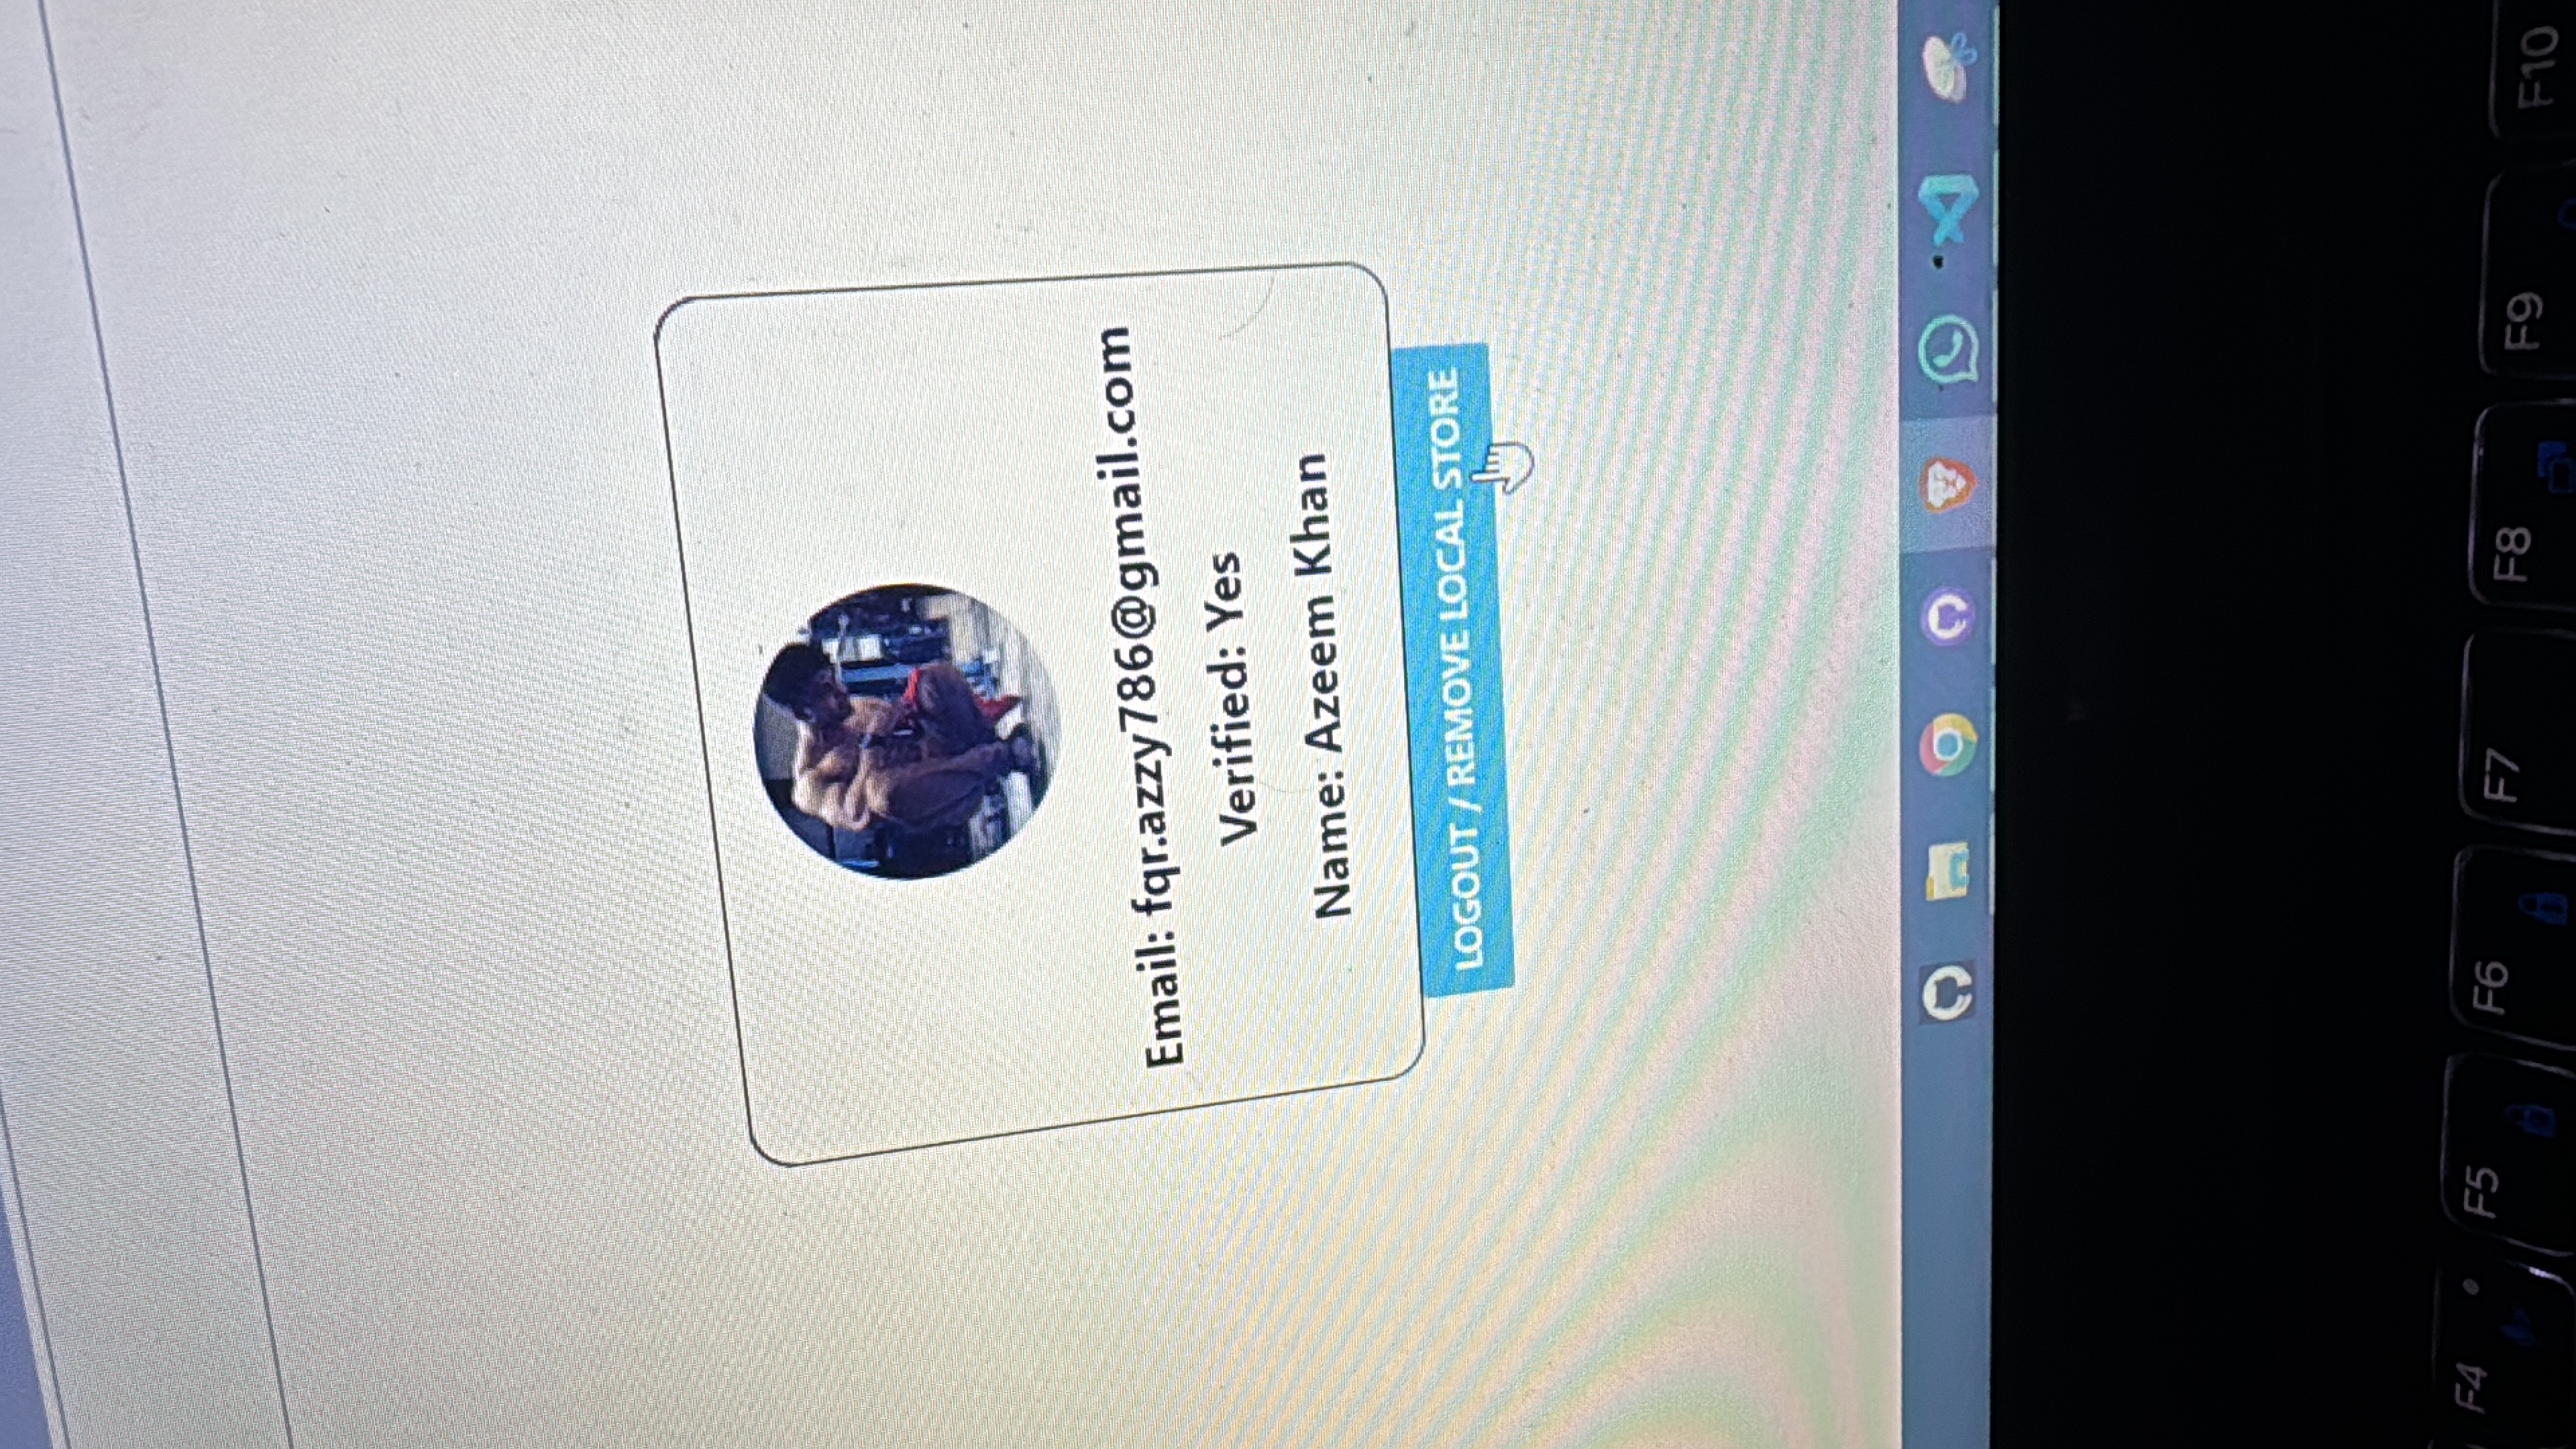 Email: fqr.azzy786@gmail.com
Verified: Yes
Name: Azeem Khan
LOGOUT / REMOVE LOCAL STORE
F4 F5 F6 F7 F8 F9 F10